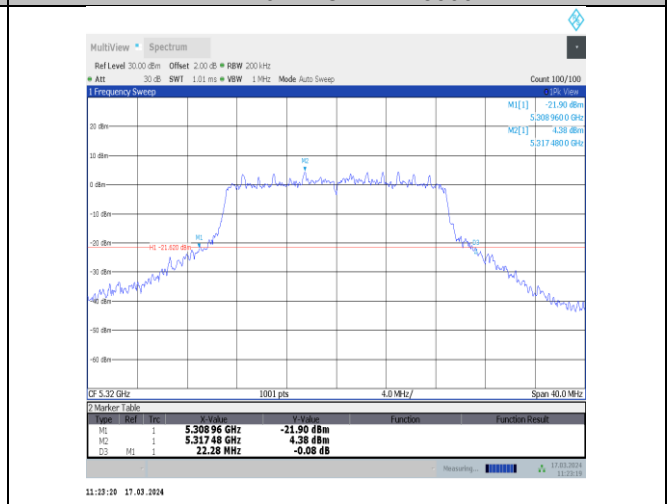 MultiView Spectrum
Ref Level 30.00 dBm Offset 2.00 dB RBW 200 kHz
Att 30 dB SWT 1.01 ms VBW 1 MHz Mode Auto Sweep Count 100/100
1 Frequency Sweep 1Pk View
M1[1] -21.90 dBm
5.308 960 0 GHz
M2[1] 4.38 dBm
5.317 480 0 GHz
20 dBm
10 dBm
M2
0 dBm
-10 dBm
M1
-20 dBm
H1 -21.620 dBm
D3
-30 dBm
-40 dBm
-50 dBm
-60 dBm
CF 5.32 GHz 1001 pts 4.0 MHz/ Span 40.0 MHz
2 Marker Table
Type Ref Trc X-Value Y-Value Function Function Result
M1 1 5.308 96 GHz -21.90 dBm
M2 1 5.317 48 GHz 4.38 dBm
D3 M1 1 22.28 MHz -0.08 dB
Measuring... 17.03.2024
11:23:19
11:23:20 17.03.2024